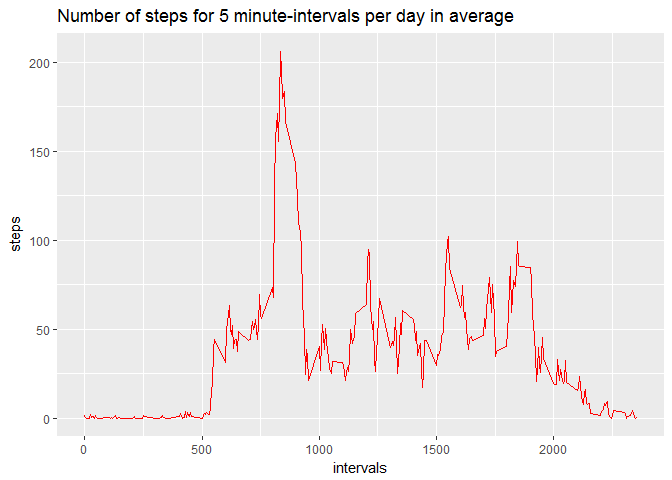 Number of steps for 5 minute-intervals per day in average
steps
200
150
100
50
0
0 500 1000 1500 2000
intervals